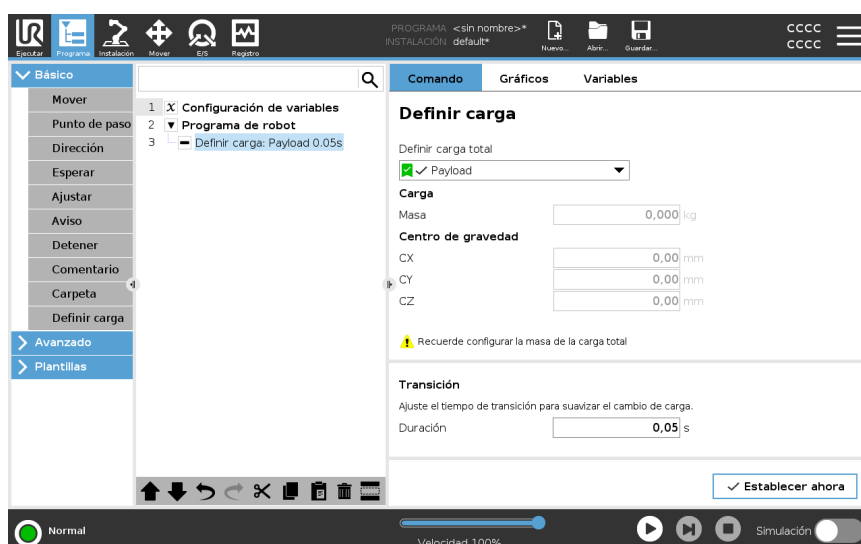 PROGRAMA <sin nombre>*
INSTALACIÓN default*
Ejecutar Programa Instalación Mover E/S Registro Nuevo... Abrir... Guardar...
cccc
cccc
Básico
Mover
Punto de paso
Dirección
Esperar
Ajustar
Aviso
Detener
Comentario
Carpeta
Definir carga
Avanzado
Plantillas
1 X Configuración de variables
2 Programa de robot
3 Definir carga: Payload 0.05s
Comando Gráficos Variables
Definir carga
Definir carga total
Payload
Carga
Masa 0,000 kg
Centro de gravedad
CX 0,00 mm
CY 0,00 mm
CZ 0,00 mm
Recuerde configurar la masa de la carga total
Transición
Ajuste el tiempo de transición para suavizar el cambio de carga.
Duración 0,05 s
Establecer ahora
Normal
Velocidad 100%
Simulación